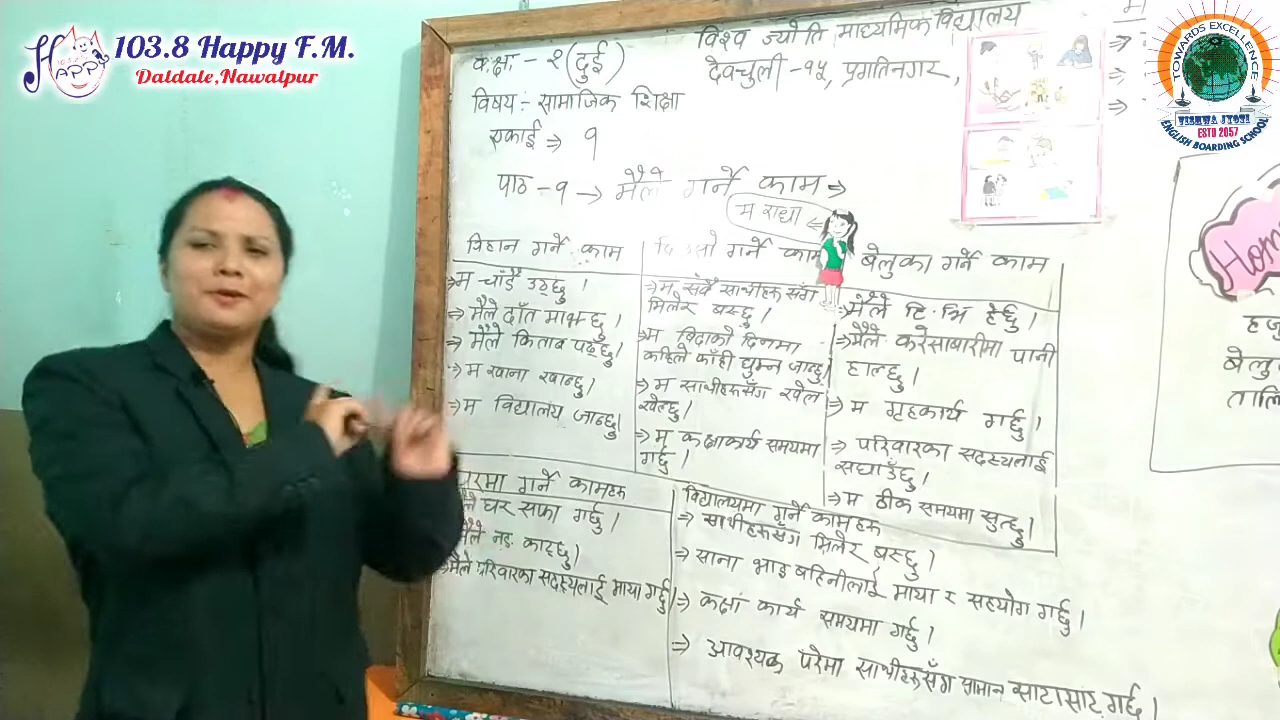 103.8 Happy F.M.
Daldale,Nawalpur
HAPPY
TOWARDS EXCELLENCE
VISHWA JYOTI
ESTD 2057
ENGLISH BOARDING SCHOOL
विश्व ज्योति माध्यमिक विद्यालय
देवचुली -१५, प्रगतिनगर,
कक्षा:- २ (दुई)
विषय:- सामाजिक शिक्षा
एकाई ⇒ १
पाठ -१ → मैले गर्ने काम ⇒
म राधा
बिहान गर्ने काम
⇒म चाँडै उठ्छु ।
⇒ मैले दाँत माझ्छु ।
⇒ मैले किताब पढ्छु।
⇒म खाना खान्छु।
⇒म विद्यालय जान्छु।
दिउसो गर्ने काम
⇒म सबै साथीहरु सँग
मिलेर बस्छु ।
⇒म बिदाको दिनमा
कहिले काँही घुम्न जान्छु।
⇒ म साथीहरुसँग खेल
खेल्छु।
⇒ म कक्षाकार्य समयमा
गर्छु ।
बेलुका गर्ने काम
⇒मैले टि.भि हेर्छु ।
⇒मैले करेसाबारीमा पानी
हाल्छु।
⇒ म गृहकार्य गर्छु ।
⇒ परिवारका सदस्यलाई
सघाउँछु।
⇒ म ठीक समयमा सुत्छु।
घरमा गर्ने कामहरु
मैले घर सफा गर्छु ।
मैले नङ काट्छु ।
⇒मैले परिवारका सदस्यलाई माया गर्छु।
विद्यालयमा गर्ने कामहरु
⇒ साथीहरुसँग मिलेर बस्छु ।
⇒ साना भाइ बहिनीलाई माया र सहयोग गर्छु।
⇒ कक्षा कार्य समयमा गर्छु ।
⇒ आवश्यक परेमा साथीहरुसँग सामान साटासाट गर्छु ।
Home